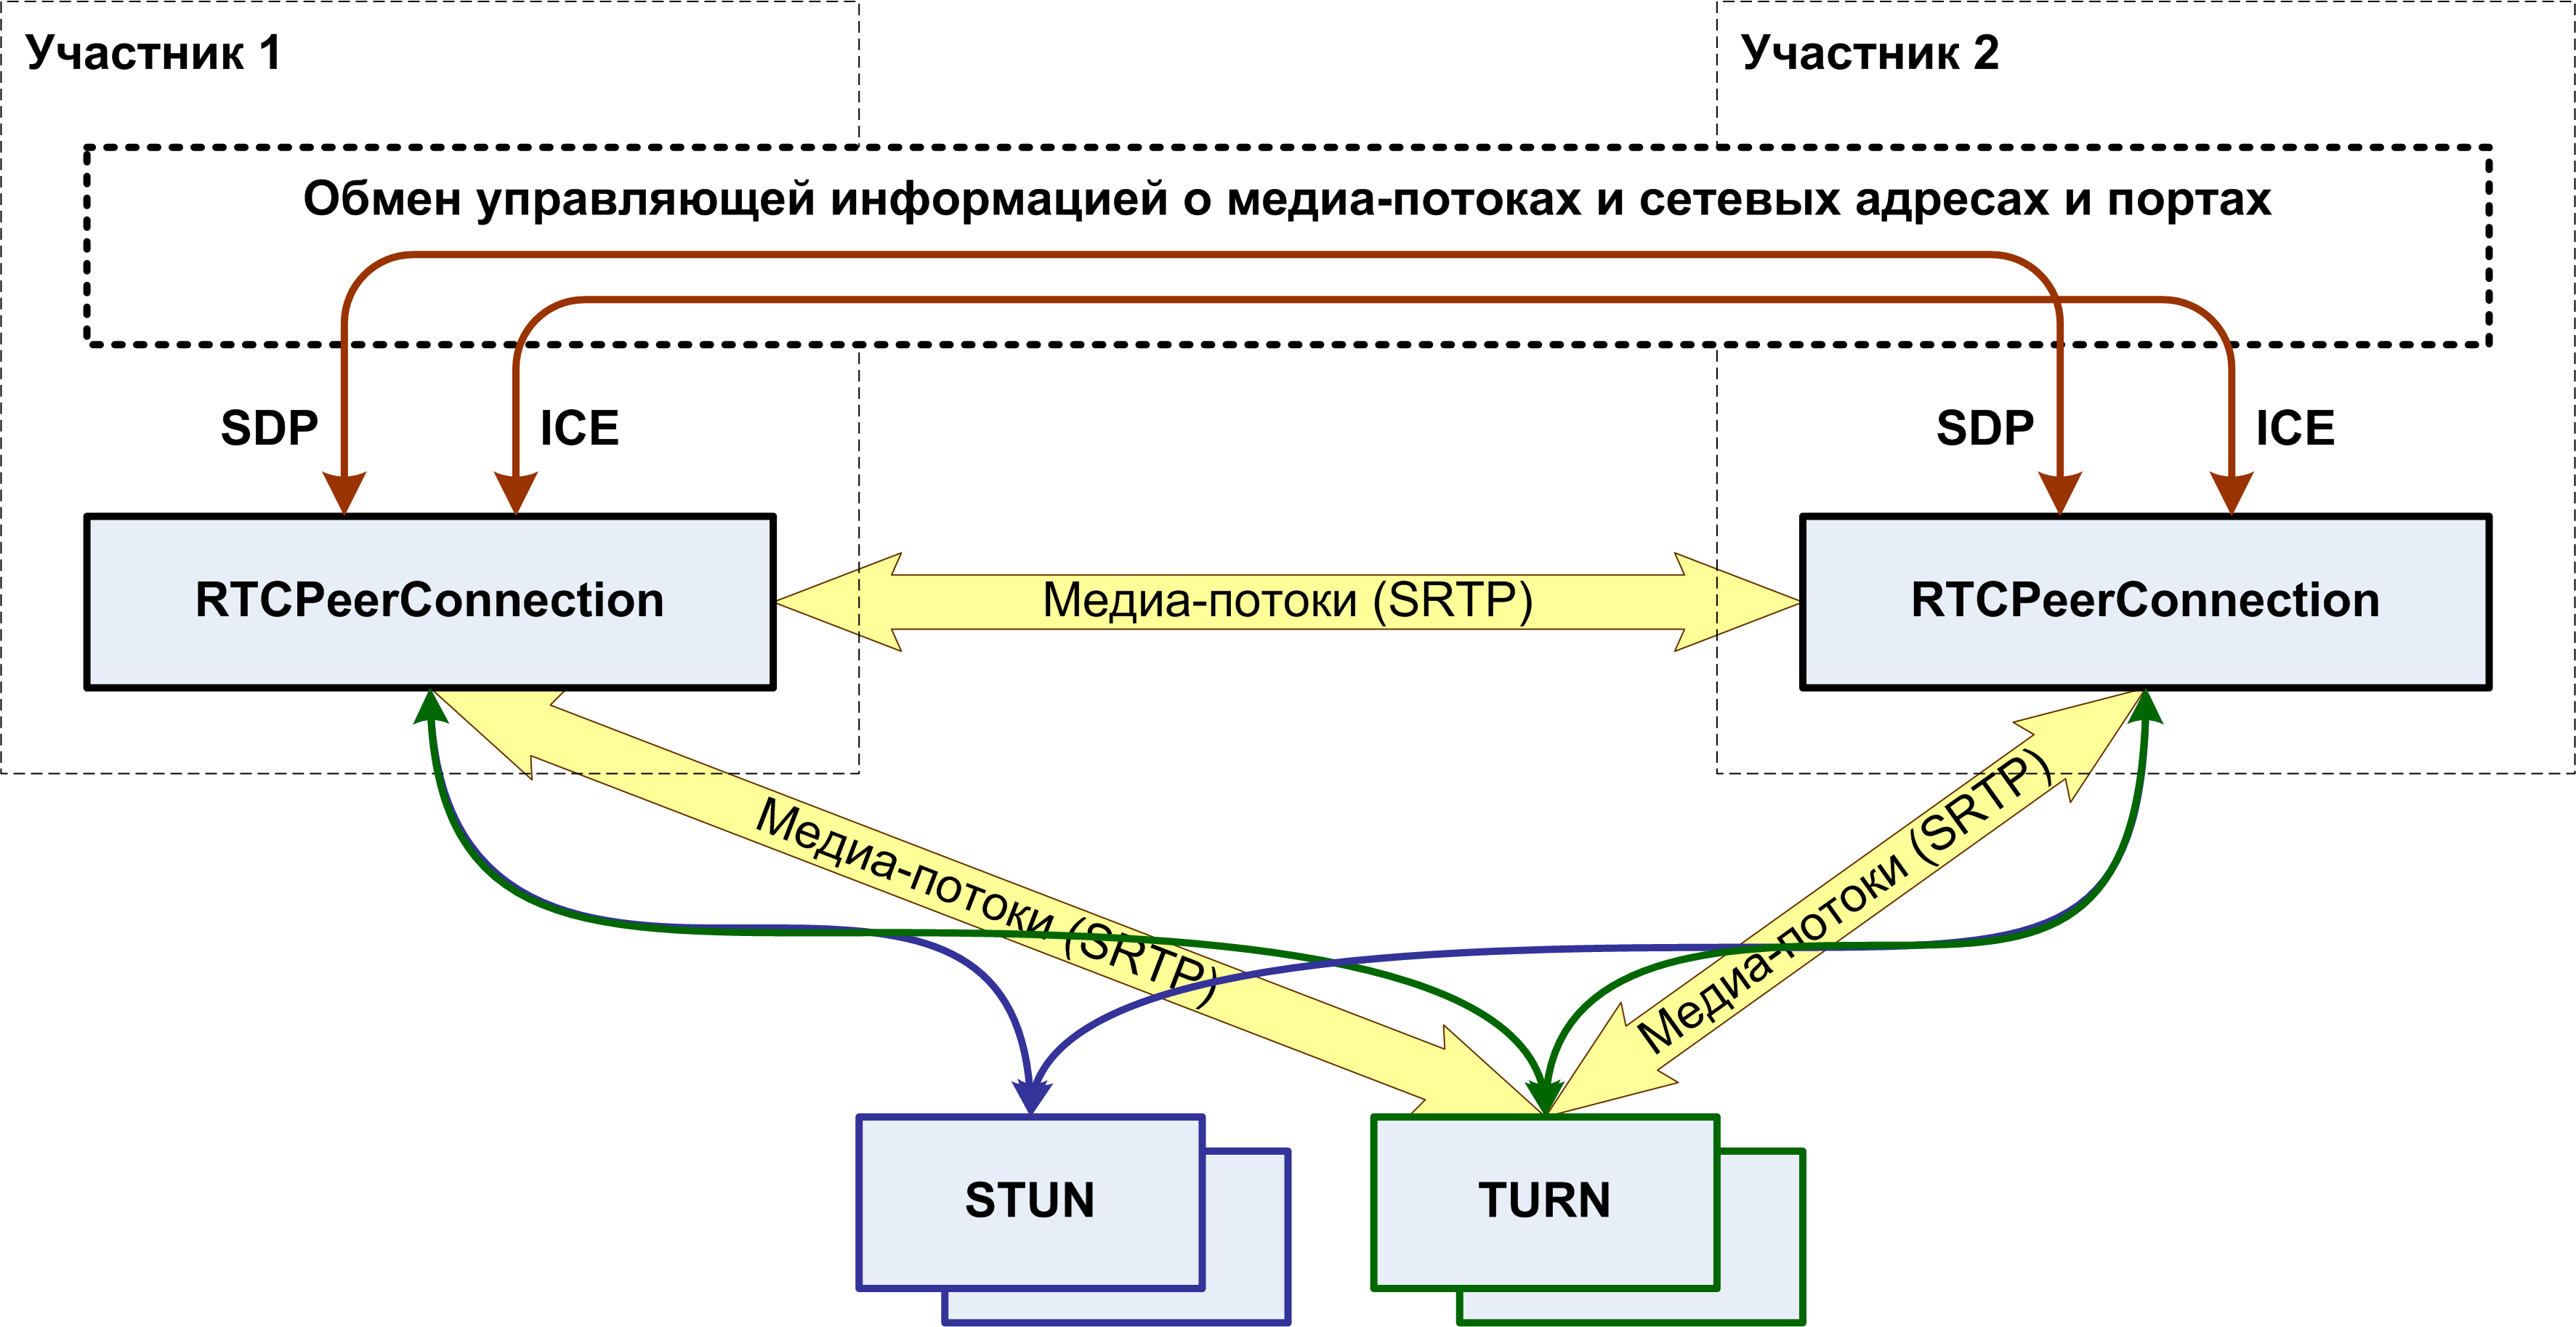 Участник 1
Участник 2
Обмен управляющей информацией о медиа-потоках и сетевых адресах и портах
SDP
ICE
SDP
ICE
RTCPeerConnection
Медиа-потоки (SRTP)
RTCPeerConnection
Медиа-потоки (SRTP)
Медиа-потоки (SRTP)
STUN
TURN